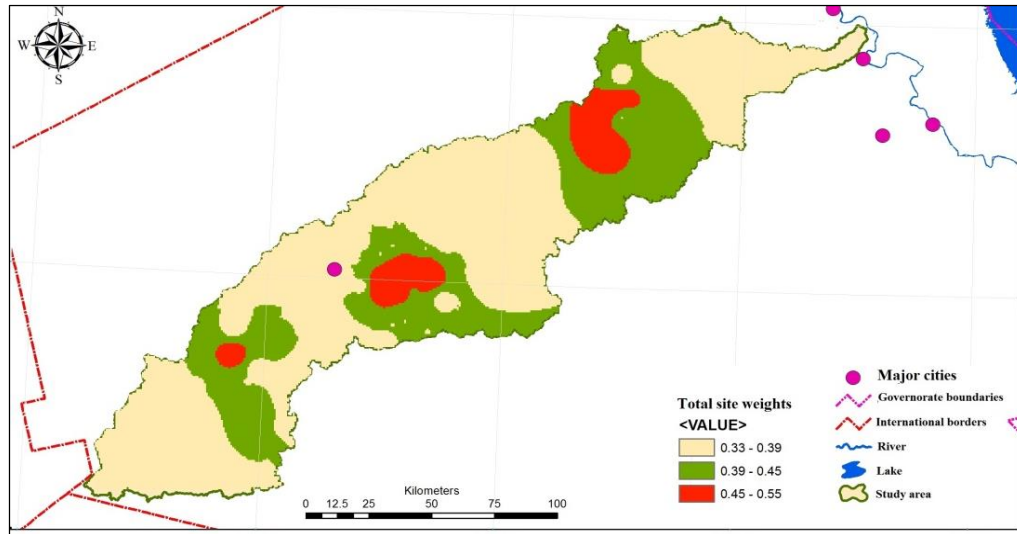 N
W E
S
Total site weights
<VALUE>
0.33 - 0.39
0.39 - 0.45
0.45 - 0.55
Major cities
Governorate boundaries
International borders
River
Lake
Study area
Kilometers
0 12.5 25 50 75 100